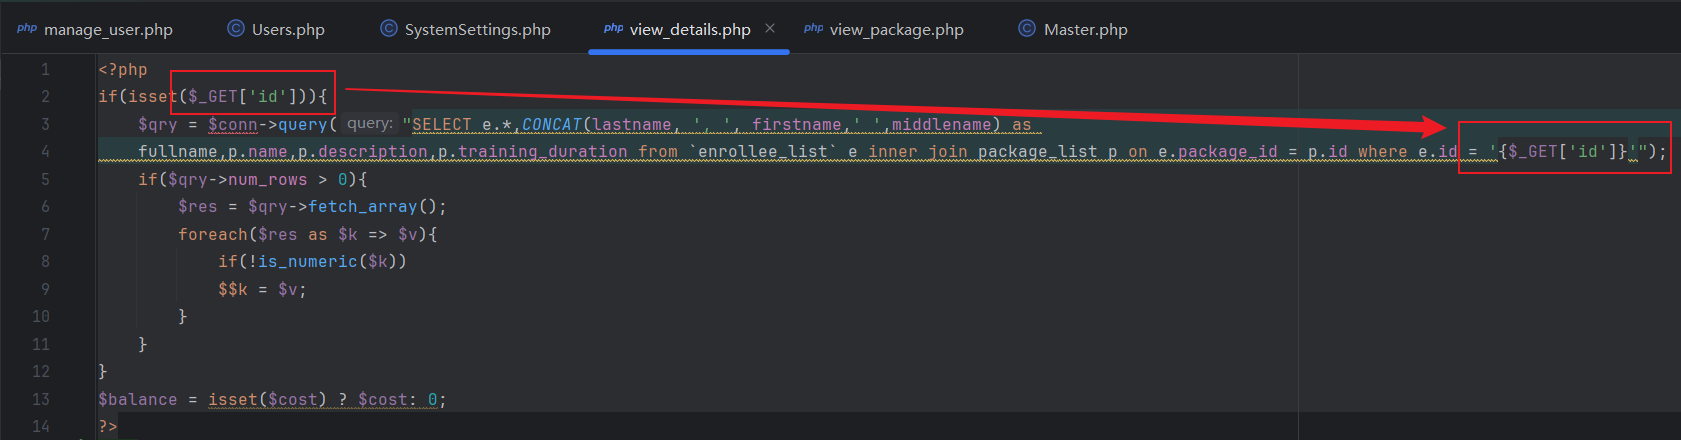 php manage_user.php C Users.php C SystemSettings.php php view_details.php × php view_package.php C Master.php
1 <?php
2 if(isset($_GET['id'])){
3 $qry = $conn->query( query: "SELECT e.*,CONCAT(lastname, ', ', firstname,' ',middlename) as
4 fullname,p.name,p.description,p.training_duration from `enrollee_list` e inner join package_list p on e.package_id = p.id where e.id = '{$_GET['id']}'");
5 if($qry->num_rows > 0){
6 $res = $qry->fetch_array();
7 foreach($res as $k => $v){
8 if(!is_numeric($k))
9 $$k = $v;
10 }
11 }
12 }
13 $balance = isset($cost) ? $cost: 0;
14 ?>